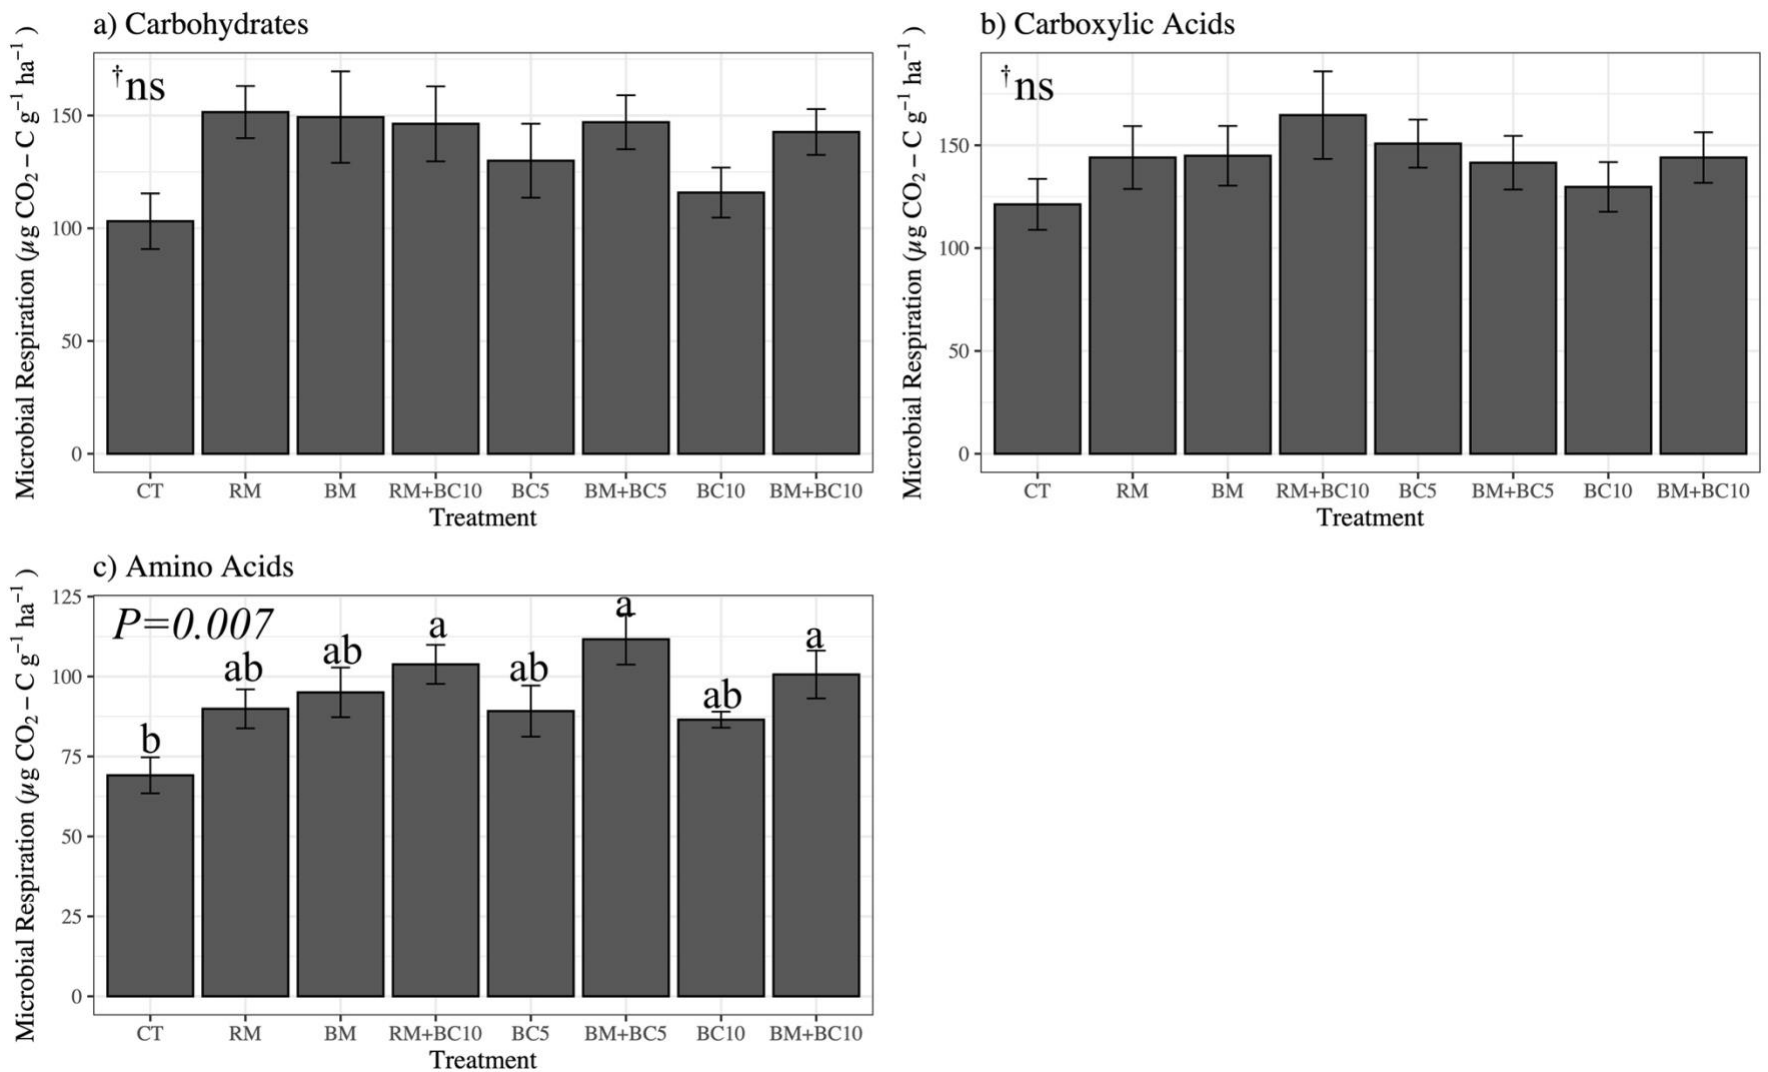 a) Carbohydrates
Microbial Respiration (µg CO₂ – C g⁻¹ ha⁻¹ )
†ns
150
100
50
0
CT RM BM RM+BC10 BC5 BM+BC5 BC10 BM+BC10
Treatment
b) Carboxylic Acids
Microbial Respiration (µg CO₂ – C g⁻¹ ha⁻¹ )
†ns
150
100
50
0
CT RM BM RM+BC10 BC5 BM+BC5 BC10 BM+BC10
Treatment
c) Amino Acids
Microbial Respiration (µg CO₂ – C g⁻¹ ha⁻¹ )
P=0.007
125
100
75
50
25
0
b ab ab a ab a ab a
CT RM BM RM+BC10 BC5 BM+BC5 BC10 BM+BC10
Treatment